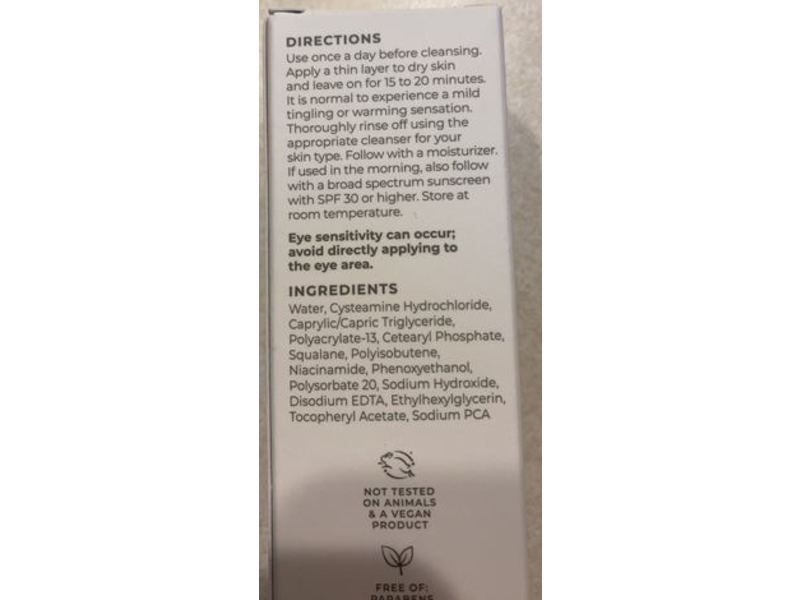 DIRECTIONS
Use once a day before cleansing.
Apply a thin layer to dry skin
and leave on for 15 to 20 minutes.
It is normal to experience a mild
tingling or warming sensation.
Thoroughly rinse off using the
appropriate cleanser for your
skin type. Follow with a moisturizer.
If used in the morning, also follow
with a broad spectrum sunscreen
with SPF 30 or higher. Store at
room temperature.
Eye sensitivity can occur;
avoid directly applying to
the eye area.
INGREDIENTS
Water, Cysteamine Hydrochloride,
Caprylic/Capric Triglyceride,
Polyacrylate-13, Cetearyl Phosphate,
Squalane, Polyisobutene,
Niacinamide, Phenoxyethanol,
Polysorbate 20, Sodium Hydroxide,
Disodium EDTA, Ethylhexylglycerin,
Tocopheryl Acetate, Sodium PCA
NOT TESTED
ON ANIMALS
& A VEGAN
PRODUCT
FREE OF:
PARABENS